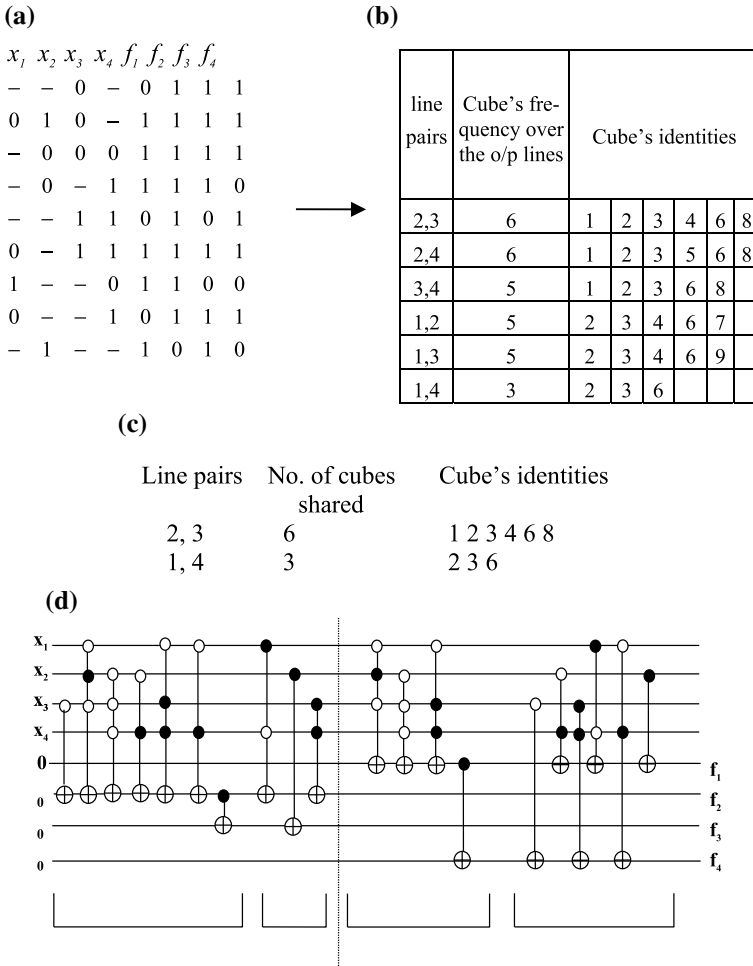 (a)
x1 x2 x3 x4 f1 f2 f3 f4
– – 0 – 0 1 1 1
0 1 0 – 1 1 1 1
– 0 0 0 1 1 1 1
– 0 – 1 1 1 1 0
– – 1 1 0 1 0 1
0 – 1 1 1 1 1 1
1 – – 0 1 1 0 0
0 – – 1 0 1 1 1
– 1 – – 1 0 1 0
(b)
line pairs Cube's fre- Cube's identities
quency over
the o/p lines
2,3 6 1 2 3 4 6 8
2,4 6 1 2 3 5 6 8
3,4 5 1 2 3 6 8
1,2 5 2 3 4 6 7
1,3 5 2 3 4 6 9
1,4 3 2 3 6
(c)
Line pairs No. of cubes Cube's identities
shared
2, 3 6 1 2 3 4 6 8
1, 4 3 2 3 6
(d)
x1
x2
x3
x4
0 f1
0 f2
0 f3
0 f4